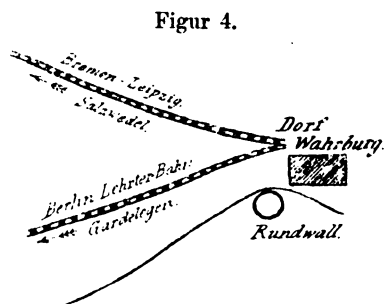 Figur 4.
Bremen-Leipzig.
Salzwedel.
Dorf
Wahrburg.
Berlin Lehrter Bahn
Gardelegen.
Rundwall.